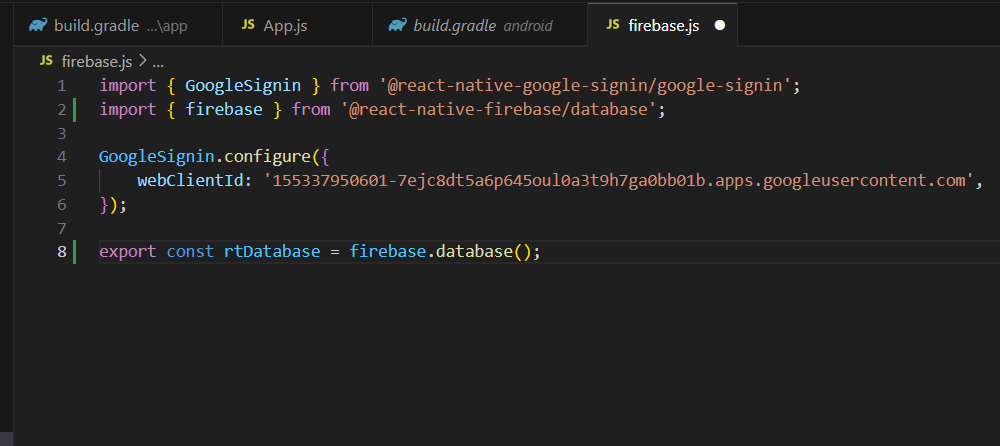 build.gradle ...\app
JS App.js
build.gradle android
JS firebase.js
JS firebase.js > ...
1 import { GoogleSignin } from '@react-native-google-signin/google-signin';
2 import { firebase } from '@react-native-firebase/database';
3
4 GoogleSignin.configure({
5     webClientId: '155337950601-7ejc8dt5a6p645oul0a3t9h7ga0bb01b.apps.googleusercontent.com',
6 });
7
8 export const rtDatabase = firebase.database();